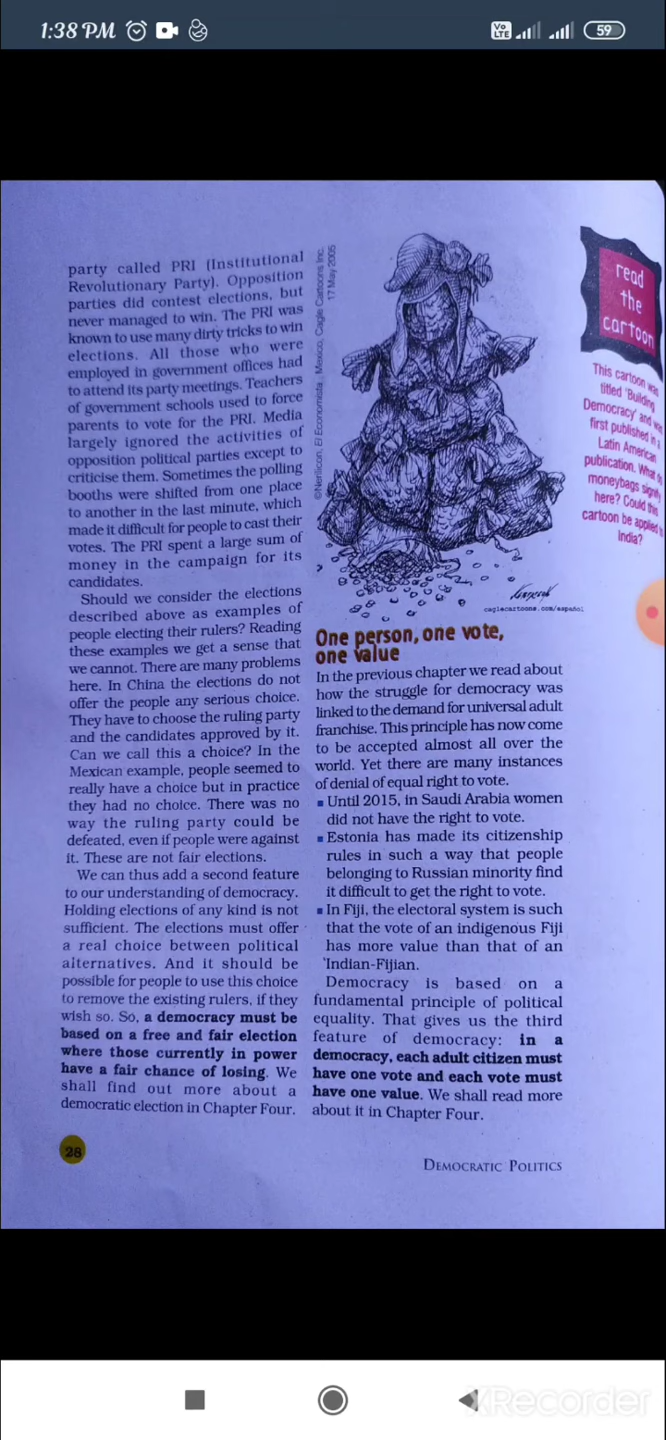 1:38 PM
Vo
LTE
59
party called PRI (Institutional
Revolutionary Party). Opposition
parties did contest elections, but
never managed to win. The PRI was
known to use many dirty tricks to win
elections. All those who were
employed in government offices had
to attend its party meetings. Teachers
of government schools used to force
parents to vote for the PRI. Media
largely ignored the activities of
opposition political parties except to
criticise them. Sometimes the polling
booths were shifted from one place
to another in the last minute, which
made it difficult for people to cast their
votes. The PRI spent a large sum of
money in the campaign for its
candidates.
Should we consider the elections
described above as examples of
people electing their rulers? Reading
these examples we get a sense that
we cannot. There are many problems
here. In China the elections do not
offer the people any serious choice.
They have to choose the ruling party
and the candidates approved by it.
Can we call this a choice? In the
Mexican example, people seemed to
really have a choice but in practice
they had no choice. There was no
way the ruling party could be
defeated, even if people were against
it. These are not fair elections.
We can thus add a second feature
to our understanding of democracy.
Holding elections of any kind is not
sufficient. The elections must offer
a real choice between political
alternatives. And it should be
possible for people to use this choice
to remove the existing rulers, if they
wish so. So, a democracy must be
based on a free and fair election
where those currently in power
have a fair chance of losing. We
shall find out more about a
democratic election in Chapter Four.
©Nerilicon, El Economista, Mexico, Cagle Cartoons Inc.
17 May 2005
caglecartoons.com/español
read
the
cartoon
This cartoon was
titled 'Building
Democracy' and was
first published in a
Latin American
publication. What do
moneybags signify
here? Could this
cartoon be applied to
India?
One person, one vote,
one value
In the previous chapter we read about
how the struggle for democracy was
linked to the demand for universal adult
franchise. This principle has now come
to be accepted almost all over the
world. Yet there are many instances
of denial of equal right to vote.
▪ Until 2015, in Saudi Arabia women
did not have the right to vote.
▪ Estonia has made its citizenship
rules in such a way that people
belonging to Russian minority find
it difficult to get the right to vote.
▪ In Fiji, the electoral system is such
that the vote of an indigenous Fiji
has more value than that of an
'Indian-Fijian.
Democracy is based on a
fundamental principle of political
equality. That gives us the third
feature of democracy: in a
democracy, each adult citizen must
have one vote and each vote must
have one value. We shall read more
about it in Chapter Four.
28
DEMOCRATIC POLITICS
XRecorder